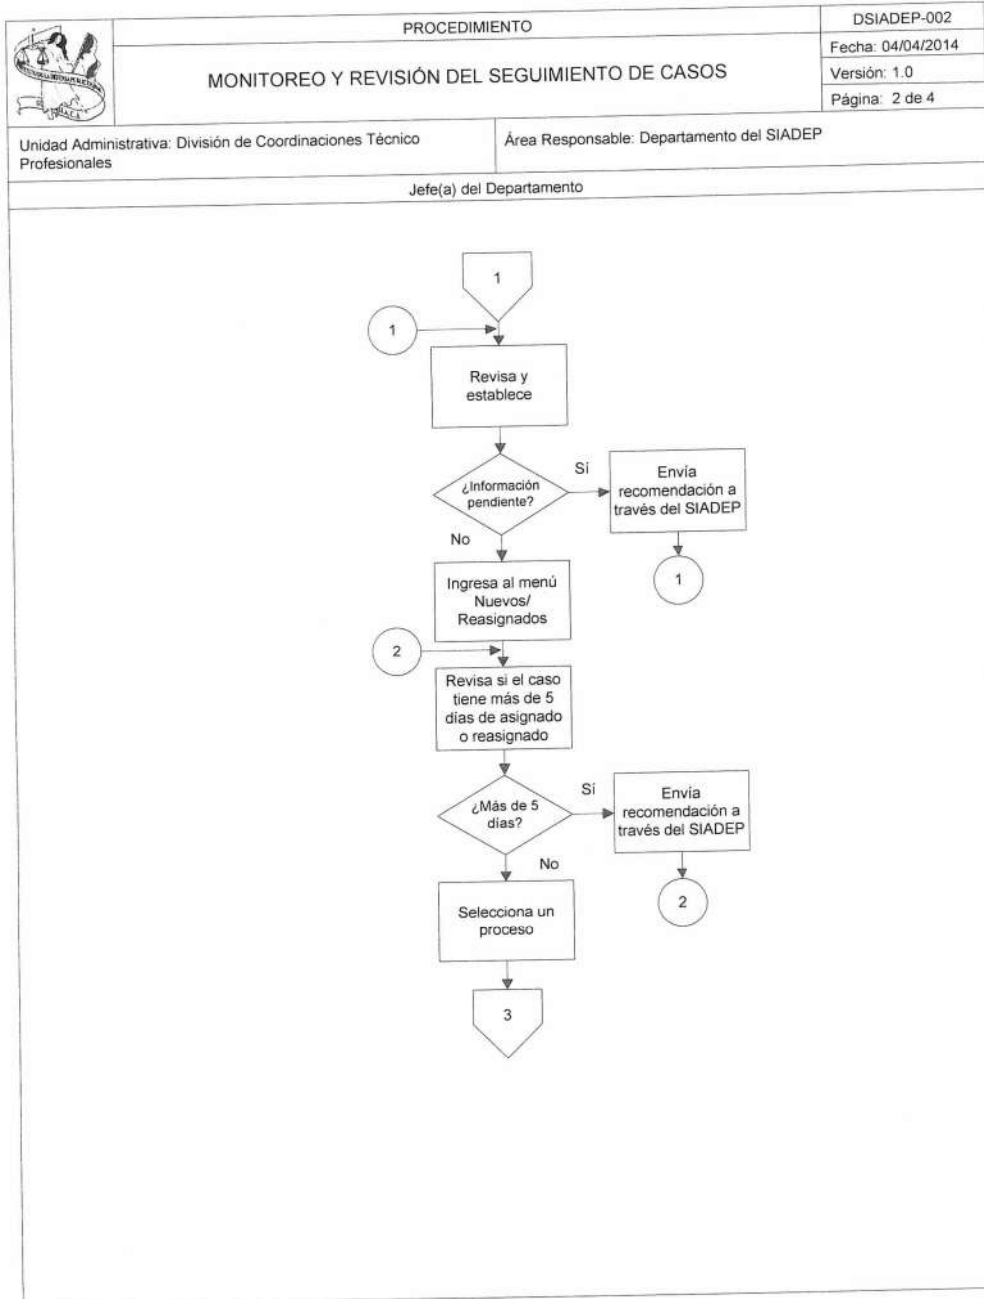 PROCEDIMIENTO
MONITOREO Y REVISIÓN DEL SEGUIMIENTO DE CASOS
DSIADEP-002
Fecha: 04/04/2014
Versión: 1.0
Página: 2 de 4
Unidad Administrativa: División de Coordinaciones Técnico
Profesionales
Área Responsable: Departamento del SIADEP
Jefe(a) del Departamento
1
1
Revisa y
establece
¿Información
pendiente?
Sí
Envía
recomendación a
través del SIADEP
1
No
Ingresa al menú
Nuevos/
Reasignados
2
Revisa si el caso
tiene más de 5
días de asignado
o reasignado
¿Más de 5
días?
Sí
Envía
recomendación a
través del SIADEP
2
No
Selecciona un
proceso
3